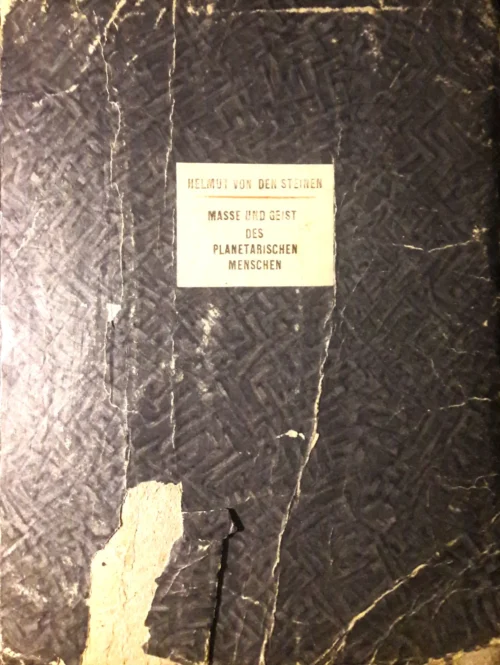 HELMUT VON DEN STEINEN
MASSE UND GEIST
DES
PLANETARISCHEN
MENSCHEN